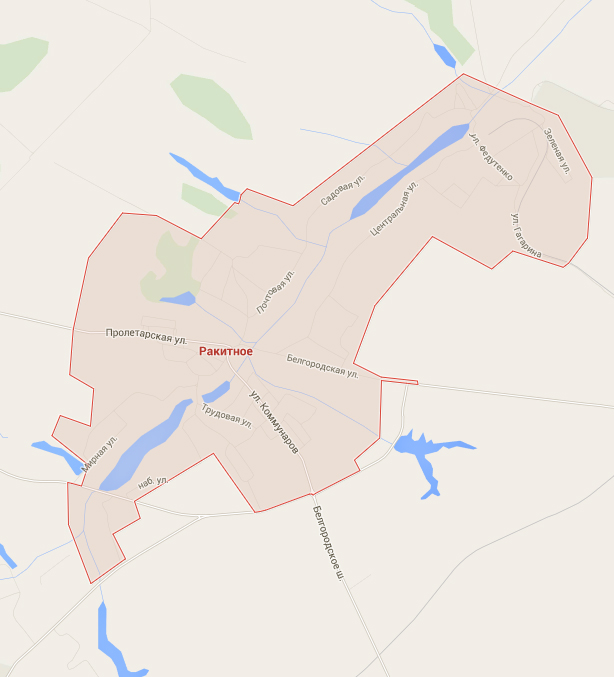 ул. Федутенко
Зеленая ул.
Садовая ул.
Центральная ул.
ул. Гагарина
Почтовая ул.
Пролетарская ул.
Ракитное
Белгородская ул.
ул. Коммунаров
Трудовая ул.
Мирная ул.
наб. ул.
Белгородское ш.